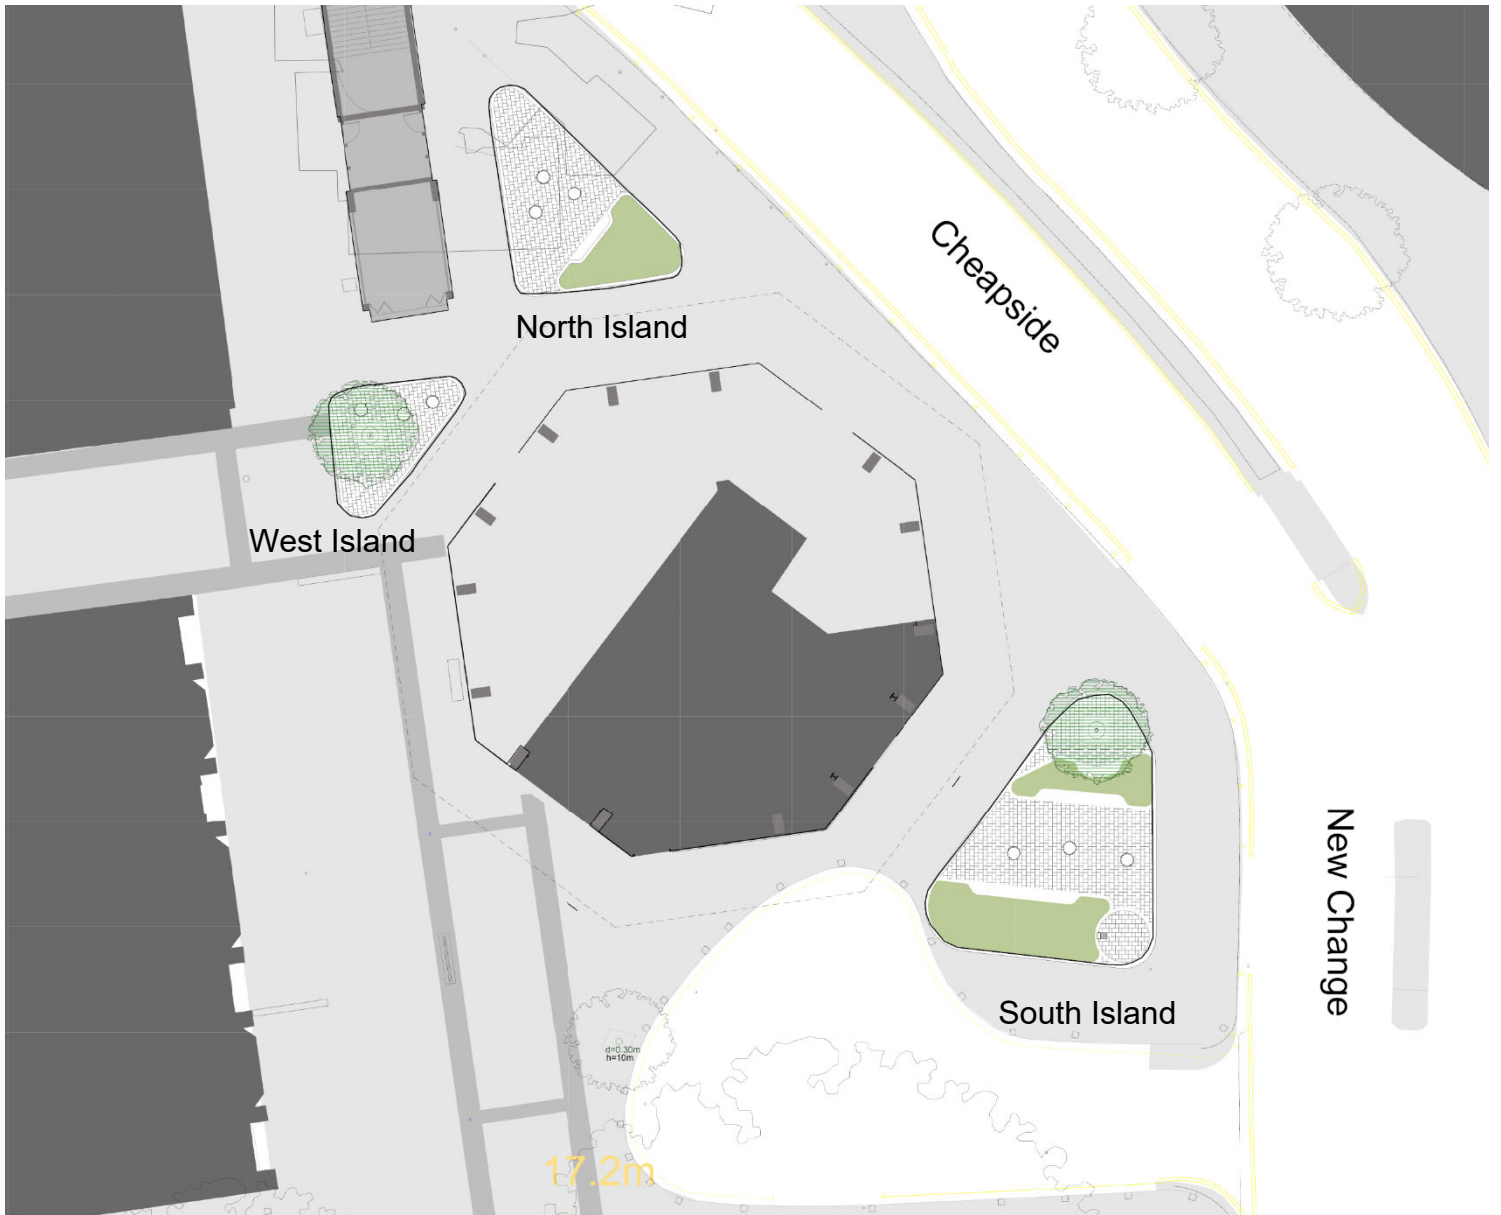 Cheapside
North Island
West Island
New Change
South Island
d=0.30m
h=10m
17.2m